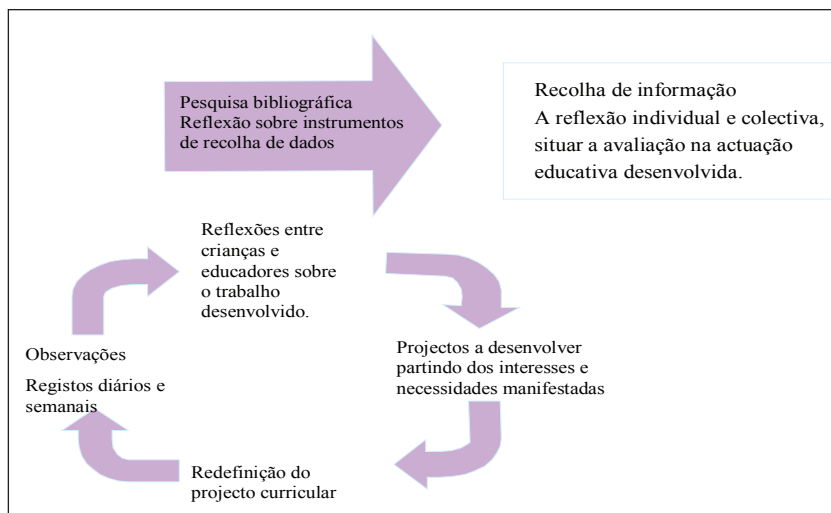 Pesquisa bibliográfica
Reflexão sobre instrumentos
de recolha de dados
Recolha de informação
A reflexão individual e colectiva,
situar a avaliação na actuação
educativa desenvolvida.
Reflexões entre
crianças e
educadores sobre
o trabalho
desenvolvido.
Projectos a desenvolver
partindo dos interesses e
necessidades manifestadas
Redefinição do
projecto curricular
Observações
Registos diários e
semanais